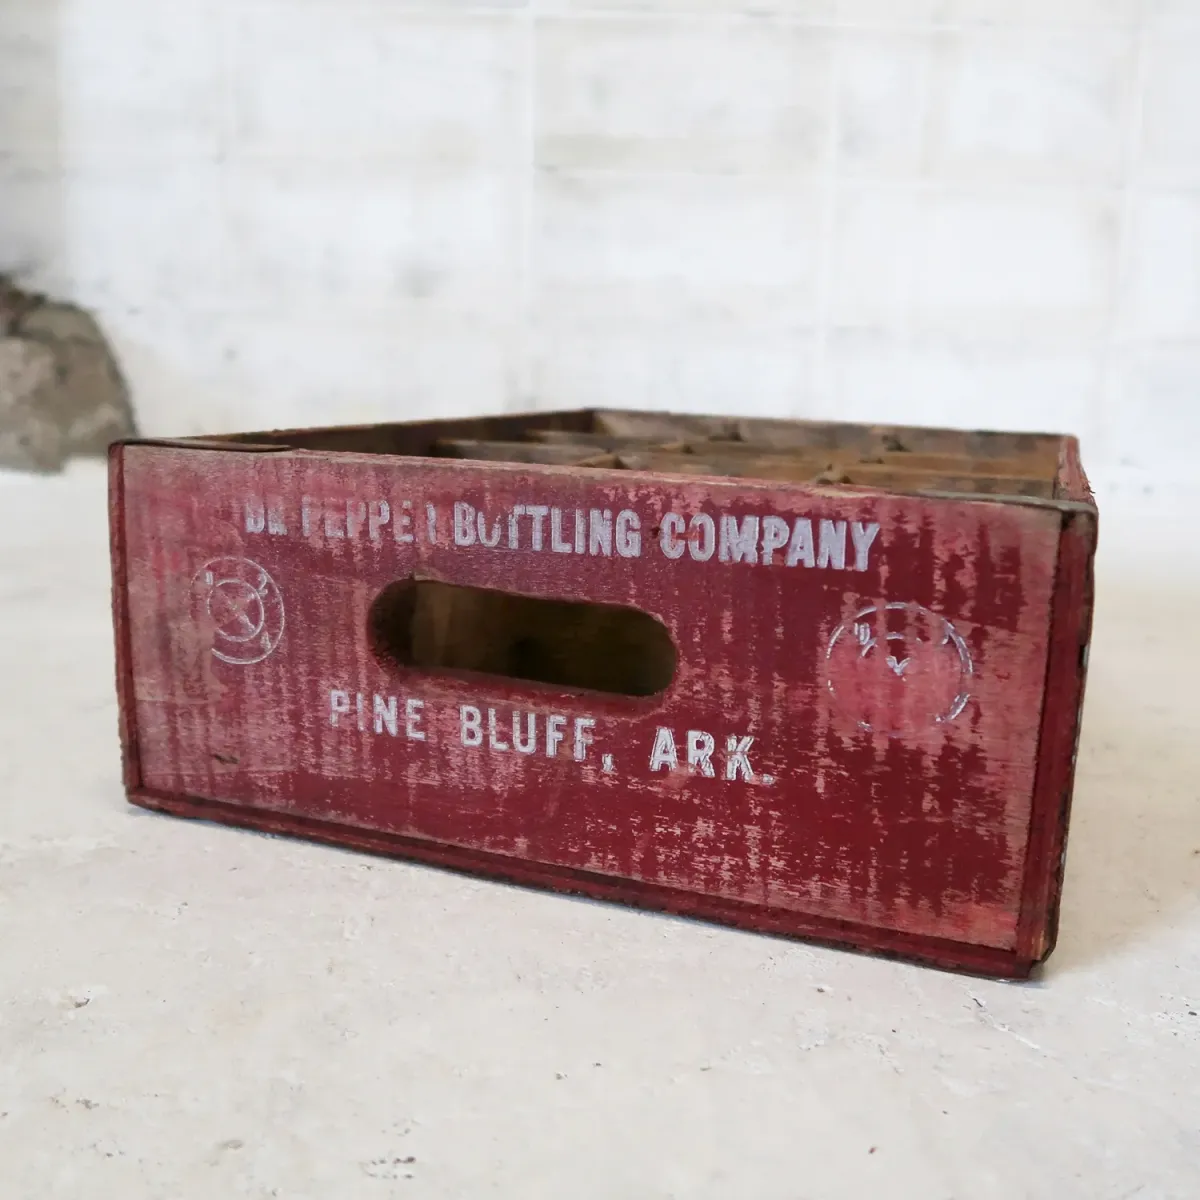 DR. PEPPER BOTTLING COMPANY
PINE BLUFF, ARK.